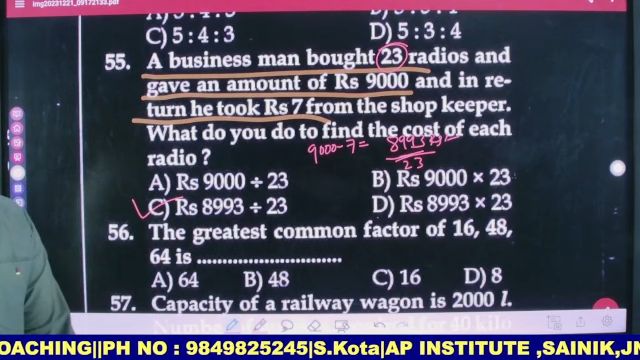 img20231221_09172133.pdf
C) 5 : 4 : 3 D) 5 : 3 : 4
55. A business man bought 23 radios and
gave an amount of Rs 9000 and in re-
turn he took Rs 7 from the shop keeper.
What do you do to find the cost of each
radio ?
9000-7= 8993
23
A) Rs 9000 ÷ 23 B) Rs 9000 × 23
C) Rs 8993 ÷ 23 D) Rs 8993 × 23
56. The greatest common factor of 16, 48,
64 is ................................
A) 64 B) 48 C) 16 D) 8
57. Capacity of a railway wagon is 2000 l.
OACHING||PH NO : 9849825245|S.Kota|AP INSTITUTE ,SAINIK,J